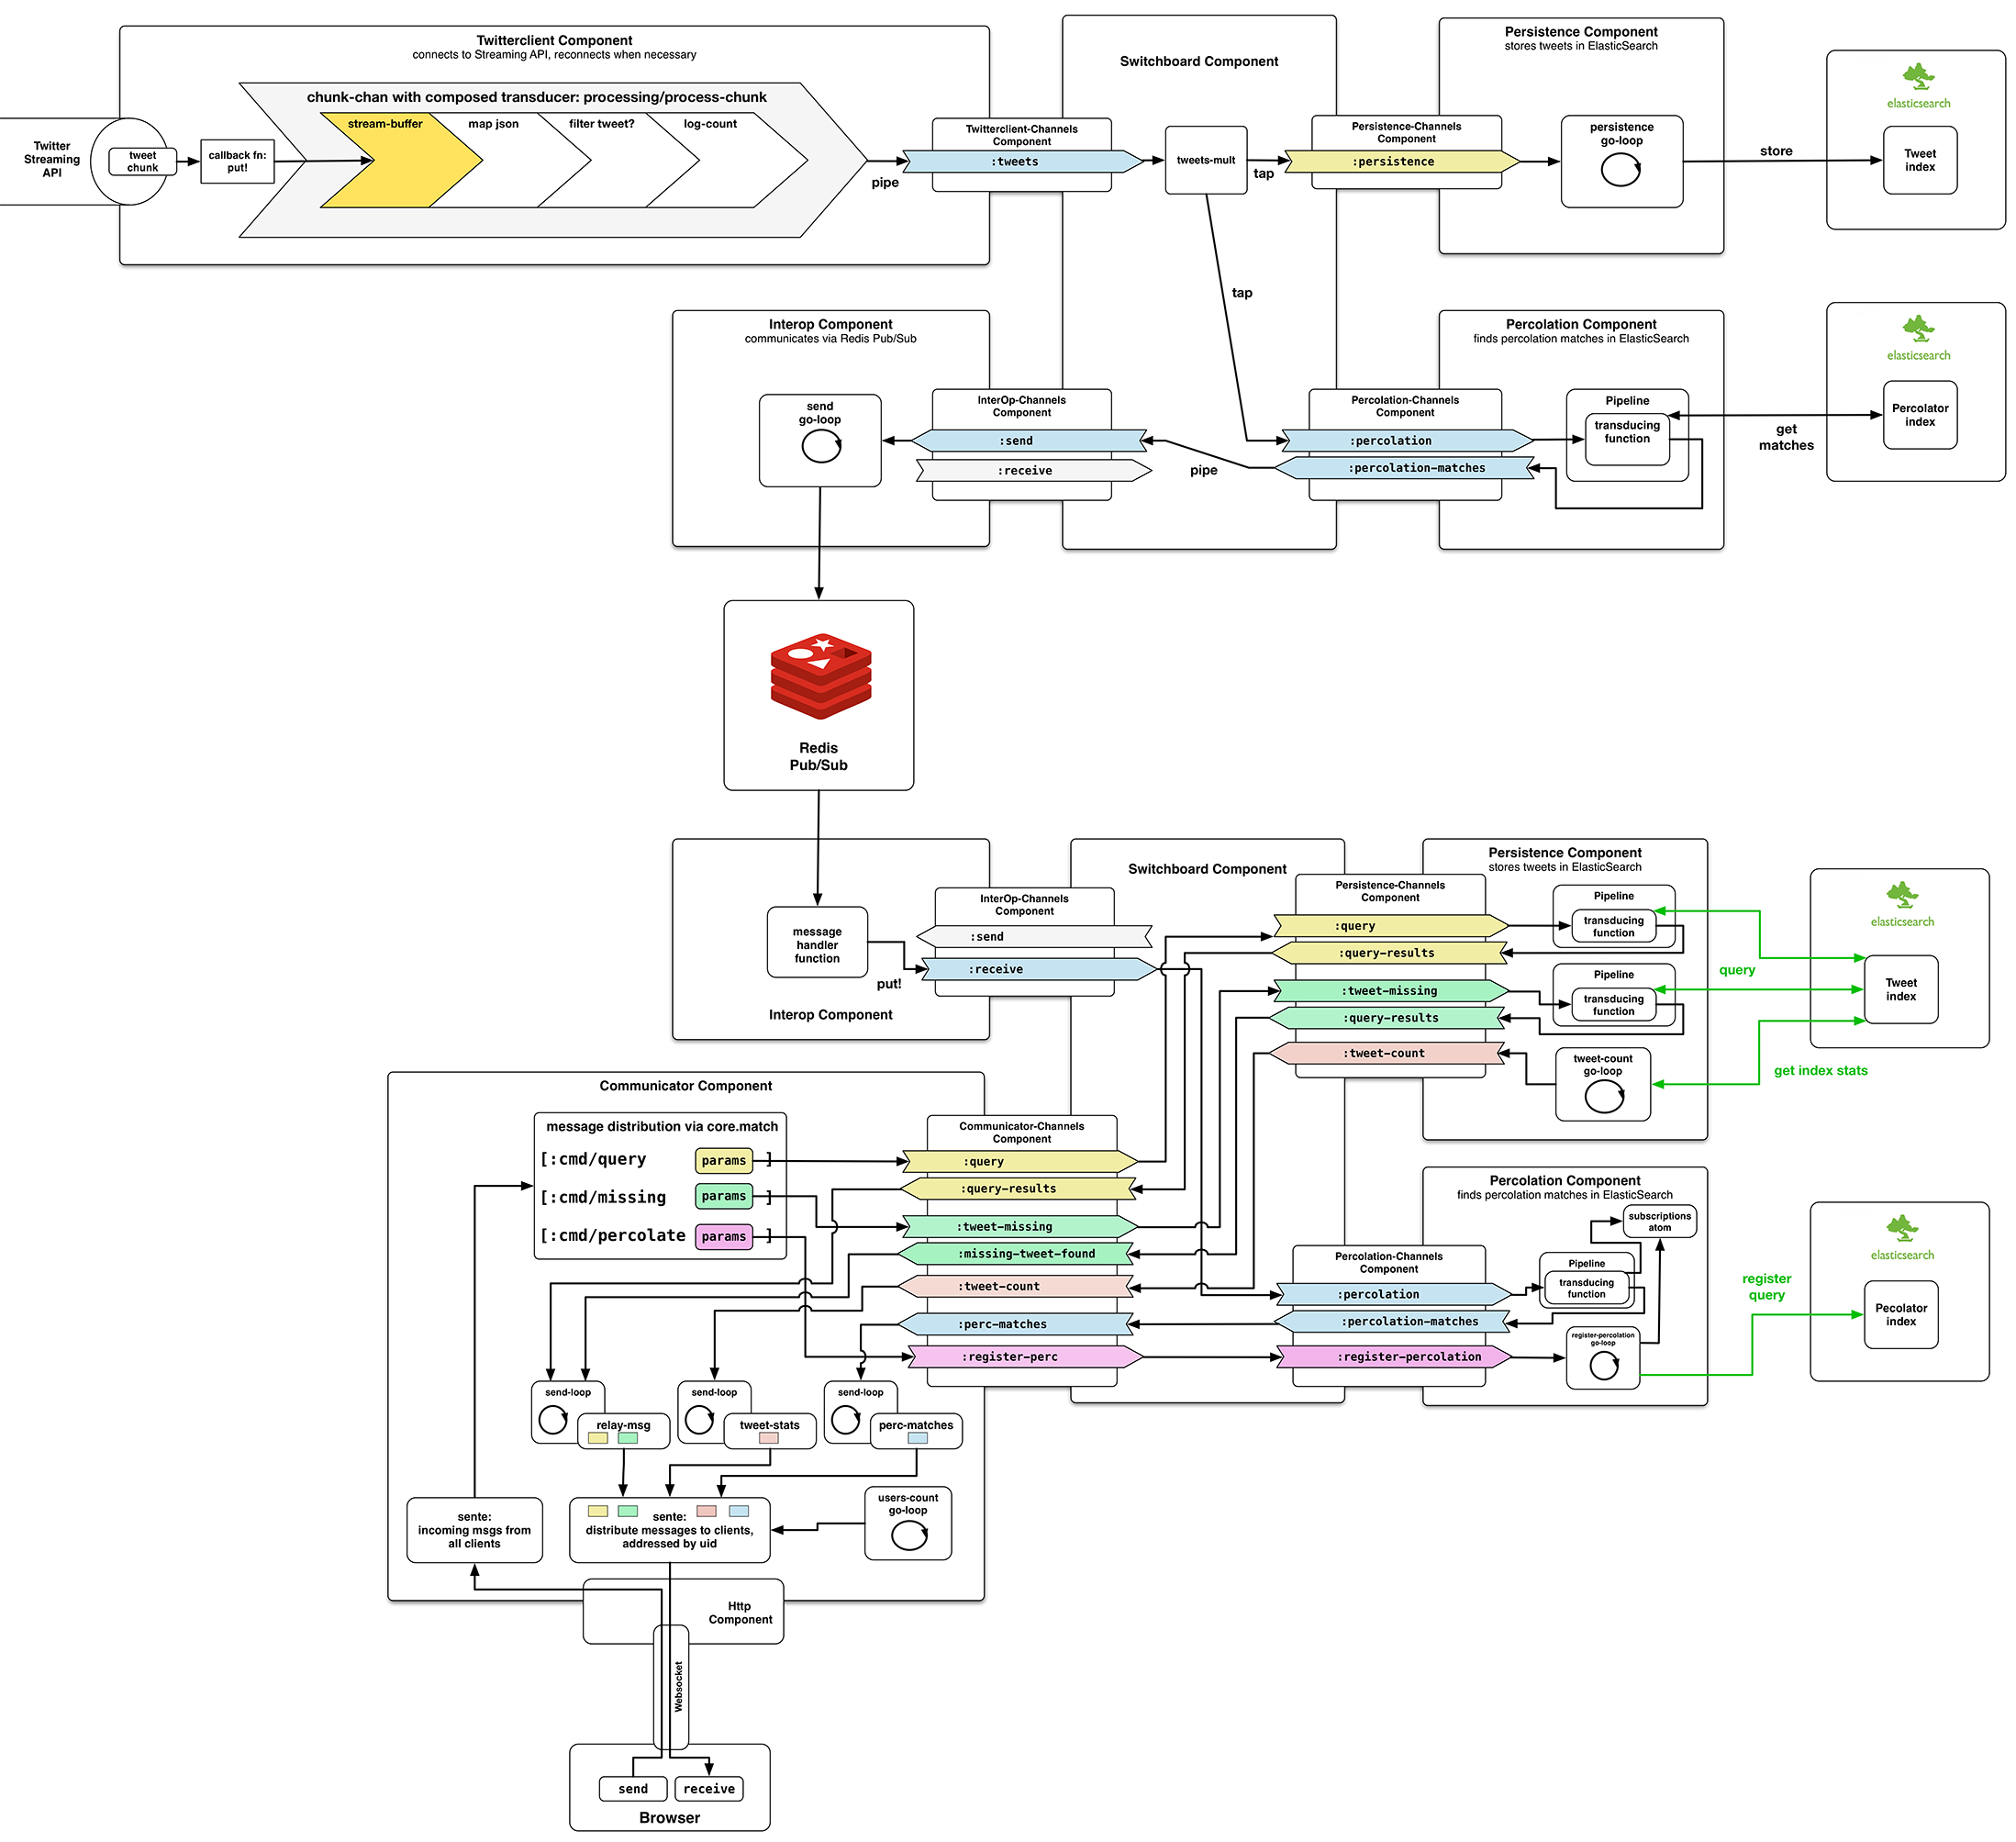 Twitterclient Component
connects to Streaming API, reconnects when necessary
chunk-chan with composed transducer: processing/process-chunk
stream-buffer
map json
filter tweet?
log-count
Twitter
Streaming
API
tweet
chunk
callback fn:
put!
pipe
Twitterclient-Channels
Component
:tweets
Switchboard Component
tweets-mult
tap
tap
Persistence Component
stores tweets in ElasticSearch
Persistence-Channels
Component
:persistence
persistence
go-loop
store
elasticsearch
Tweet
index
Interop Component
communicates via Redis Pub/Sub
send
go-loop
InterOp-Channels
Component
:send
:receive
pipe
Percolation Component
finds percolation matches in ElasticSearch
Percolation-Channels
Component
:percolation
:percolation-matches
Pipeline
transducing
function
get
matches
elasticsearch
Percolator
index
Redis
Pub/Sub
message
handler
function
put!
Interop Component
InterOp-Channels
Component
:send
:receive
Switchboard Component
Persistence Component
stores tweets in ElasticSearch
Persistence-Channels
Component
:query
:query-results
:tweet-missing
:query-results
:tweet-count
Pipeline
transducing
function
Pipeline
transducing
function
tweet-count
go-loop
query
get index stats
elasticsearch
Tweet
index
Communicator Component
message distribution via core.match
[:cmd/query params ]
[:cmd/missing params ]
[:cmd/percolate params ]
Communicator-Channels
Component
:query
:query-results
:tweet-missing
:missing-tweet-found
:tweet-count
:perc-matches
:register-perc
Percolation Component
finds percolation matches in ElasticSearch
Percolation-Channels
Component
:percolation
:percolation-matches
:register-percolation
subscriptions
atom
Pipeline
transducing
function
register-percolation
go-loop
register
query
elasticsearch
Pecolator
index
send-loop
relay-msg
send-loop
tweet-stats
send-loop
perc-matches
sente:
incoming msgs from
all clients
sente:
distribute messages to clients,
addressed by uid
users-count
go-loop
Http
Component
Websocket
send
receive
Browser